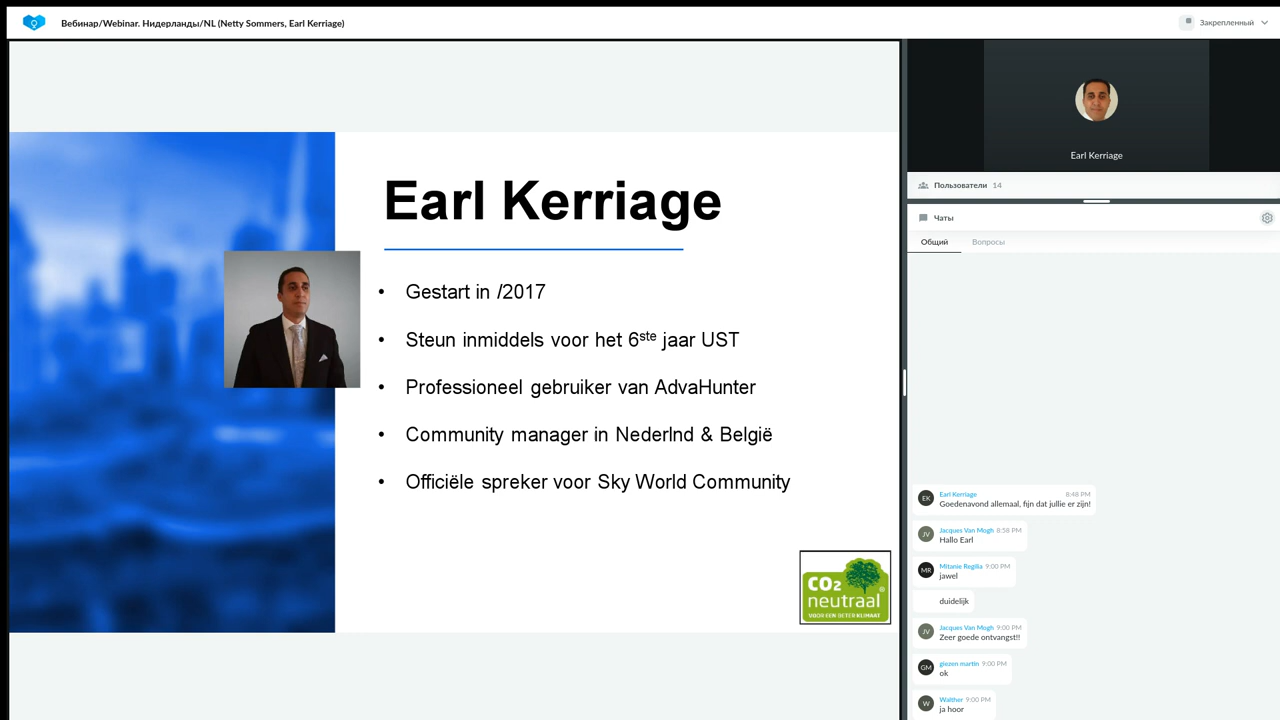 Вебинар/Webinar. Нидерланды/NL (Netty Sommers, Earl Kerriage)
Закрепленный
Earl Kerriage
• Gestart in /2017
• Steun inmiddels voor het 6ste jaar UST
• Professioneel gebruiker van AdvaHunter
• Community manager in Nederlnd & België
• Officiële spreker voor Sky World Community
CO2
neutraal
VOOR EEN BETER KLIMAAT
Earl Kerriage
Пользователи 14
Чаты
Общий Вопросы
EK Earl Kerriage 8:48 PM
Goedenavond allemaal, fijn dat jullie er zijn!
JV Jacques Van Mogh 8:58 PM
Hallo Earl
MR Mitanie Regilia 9:00 PM
jawel
duidelijk
JV Jacques Van Mogh 9:00 PM
Zeer goede ontvangst!!
GM giezen martin 9:00 PM
ok
W Walther 9:00 PM
ja hoor